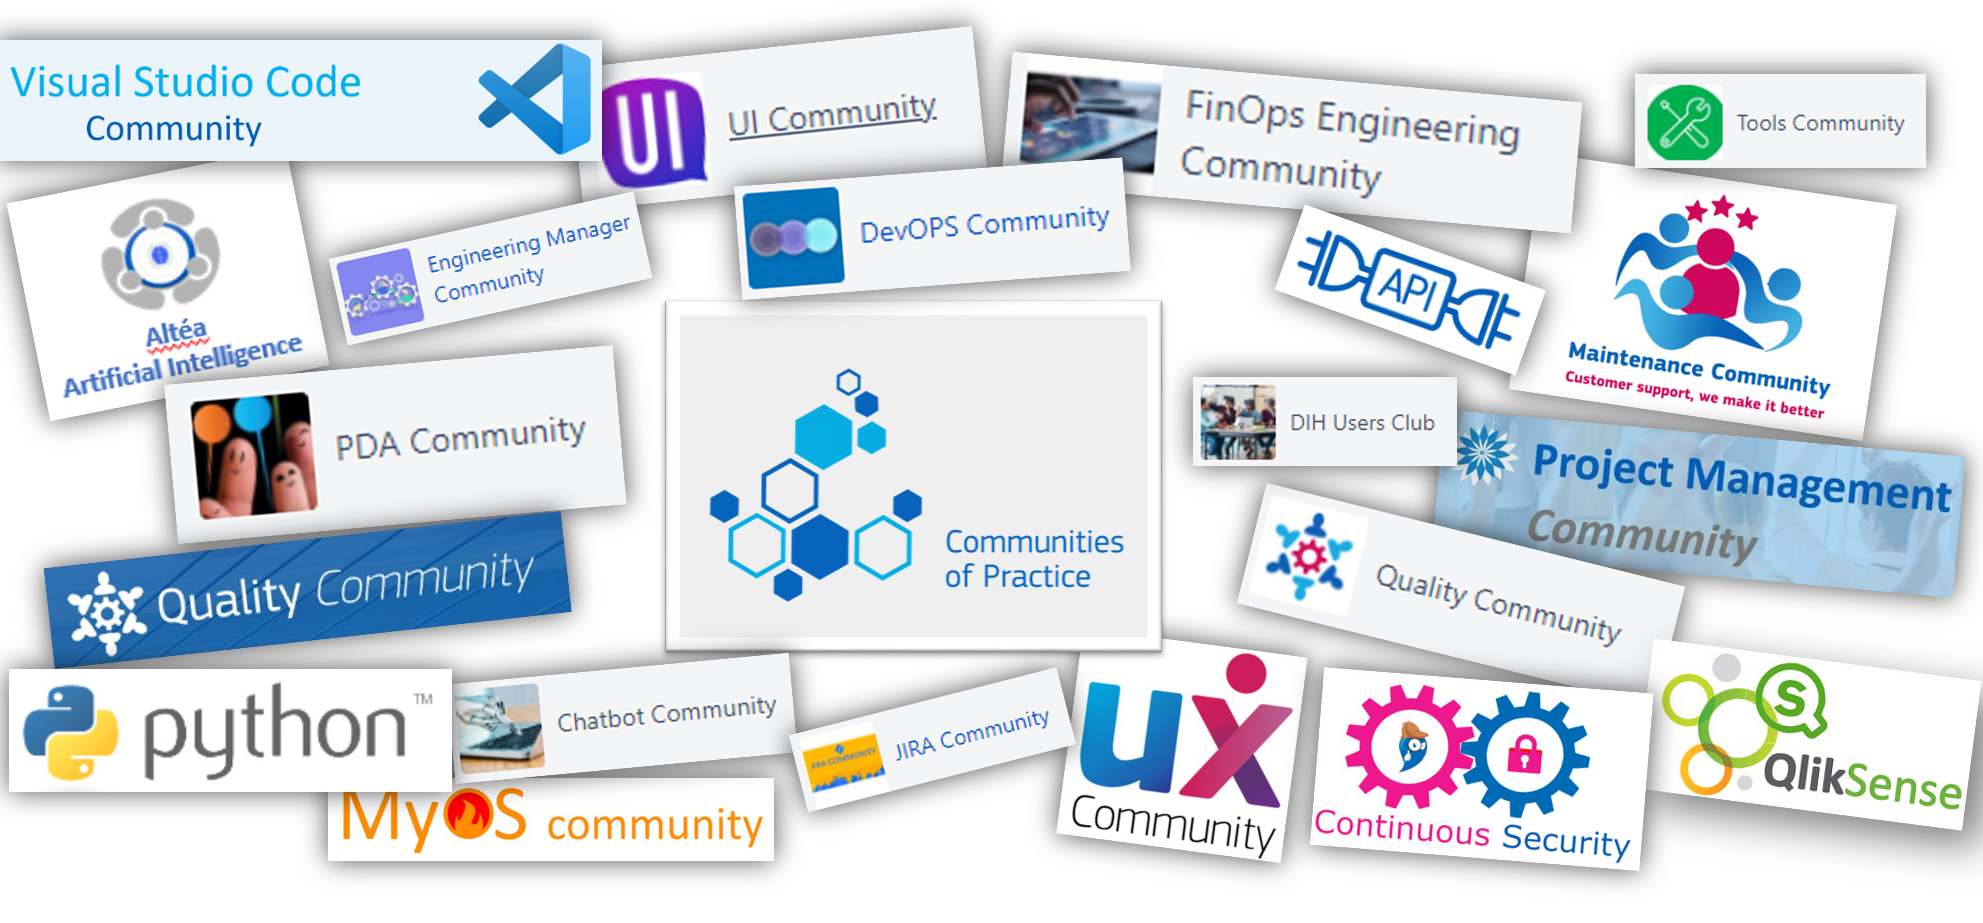 Visual Studio Code
Community
UI
UI Community
FinOps Engineering
Community
Tools Community
Altéa
Artificial Intelligence
Engineering Manager
Community
DevOPS Community
API
Maintenance Community
Customer support, we make it better
PDA Community
DIH Users Club
Project Management
Community
Communities
of Practice
Quality Community
Quality Community
python™
Chatbot Community
JIRA COMMUNITY
JIRA Community
ux
Community
Continuous Security
S
QlikSense
MyOS community